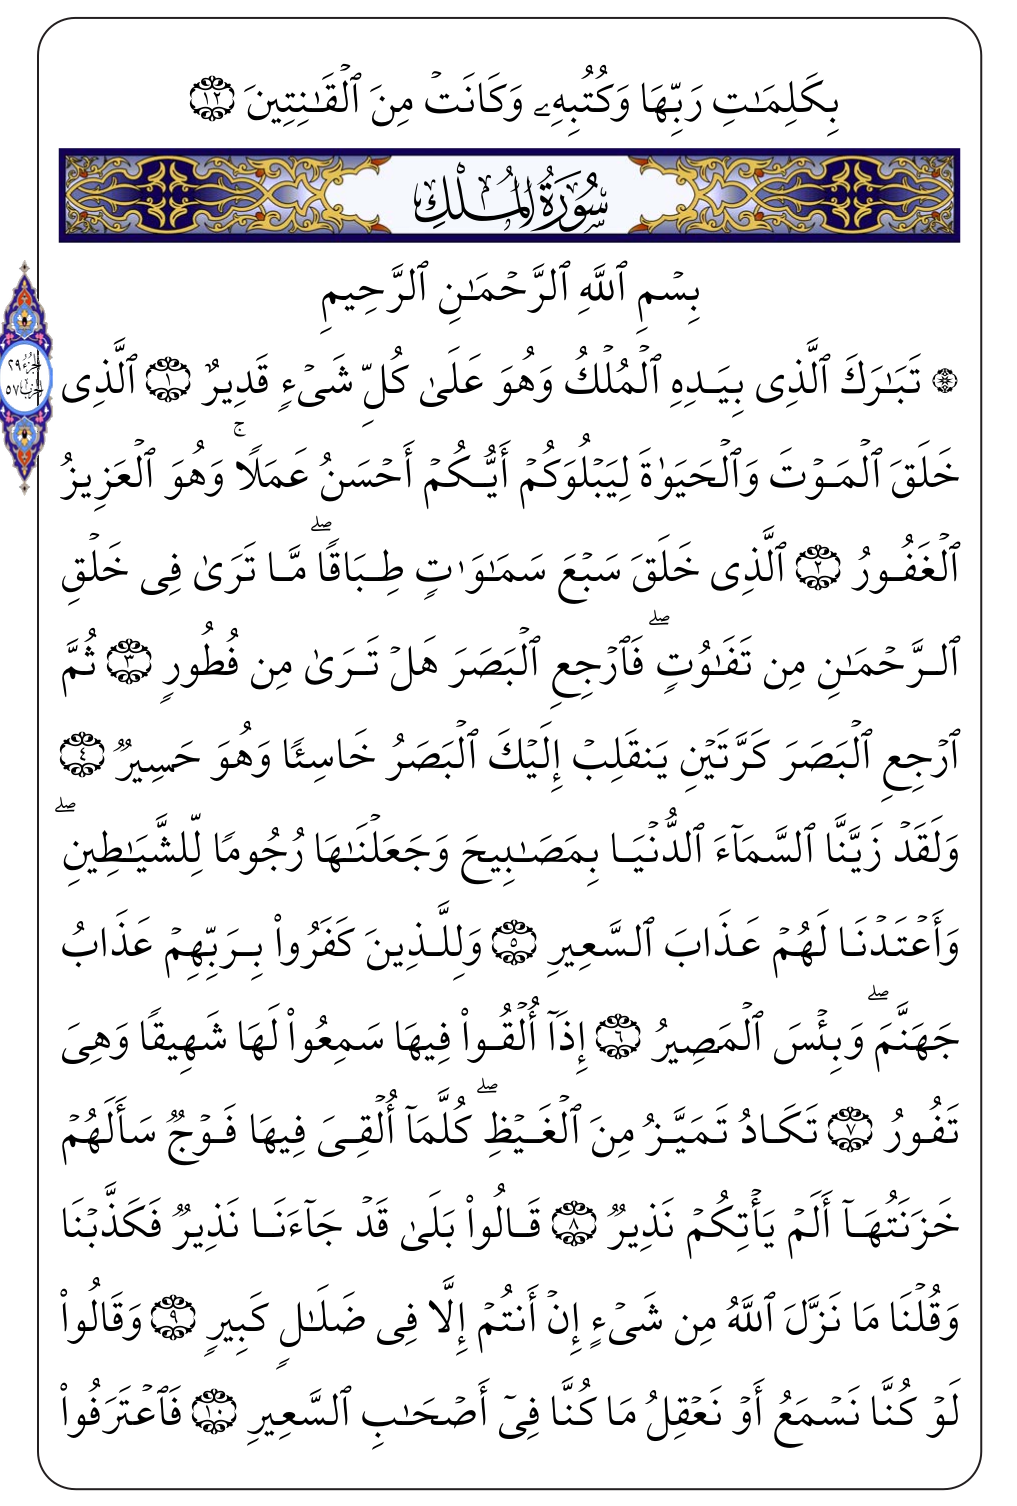 بِكَلِمَـٰتِ رَبِّهَا وَكُتُبِهِۦ وَكَانَتۡ مِنَ ٱلۡقَـٰنِتِينَ ١٢
سُورَةُ المُلۡكِ
بِسۡمِ ٱللَّهِ ٱلرَّحۡمَـٰنِ ٱلرَّحِيمِ
۞ تَبَـٰرَكَ ٱلَّذِی بِيَدِهِ ٱلۡمُلۡكُ وَهُوَ عَلَىٰ كُلِّ شَیۡءٍ قَدِيرٌ ١ ٱلَّذِی
الجزء ٢٩
الحزب ٥٧
خَلَقَ ٱلۡمَوۡتَ وَٱلۡحَيَوٰةَ لِيَبۡلُوَكُمۡ أَيُّكُمۡ أَحۡسَنُ عَمَلًاۚ وَهُوَ ٱلۡعَزِيزُ
ٱلۡغَفُورُ ٢ ٱلَّذِی خَلَقَ سَبۡعَ سَمَـٰوَٰتٍ طِبَاقًاۖ مَّا تَرَىٰ فِی خَلۡقِ
ٱلرَّحۡمَـٰنِ مِن تَفَـٰوُتٍۖ فَٱرۡجِعِ ٱلۡبَصَرَ هَلۡ تَرَىٰ مِن فُطُورٍ ٣ ثُمَّ
ٱرۡجِعِ ٱلۡبَصَرَ كَرَّتَيۡنِ يَنقَلِبۡ إِلَيۡكَ ٱلۡبَصَرُ خَاسِئًا وَهُوَ حَسِيرٌ ٤
وَلَقَدۡ زَيَّنَّا ٱلسَّمَآءَ ٱلدُّنۡيَا بِمَصَـٰبِيحَ وَجَعَلۡنَـٰهَا رُجُومًا لِّلشَّيَـٰطِينِۖ
وَأَعۡتَدۡنَا لَهُمۡ عَذَابَ ٱلسَّعِيرِ ٥ وَلِلَّذِينَ كَفَرُوا۟ بِرَبِّهِمۡ عَذَابُ
جَهَنَّمَۖ وَبِئۡسَ ٱلۡمَصِيرُ ٦ إِذَآ أُلۡقُوا۟ فِيهَا سَمِعُوا۟ لَهَا شَهِيقًا وَهِیَ
تَفُورُ ٧ تَكَادُ تَمَيَّزُ مِنَ ٱلۡغَيۡظِۖ كُلَّمَآ أُلۡقِیَ فِيهَا فَوۡجٌ سَأَلَهُمۡ
خَزَنَتُهَآ أَلَمۡ يَأۡتِكُمۡ نَذِيرٌ ٨ قَالُوا۟ بَلَىٰ قَدۡ جَآءَنَا نَذِيرٌ فَكَذَّبۡنَا
وَقُلۡنَا مَا نَزَّلَ ٱللَّهُ مِن شَیۡءٍ إِنۡ أَنتُمۡ إِلَّا فِی ضَلَـٰلٍ كَبِيرٍ ٩ وَقَالُوا۟
لَوۡ كُنَّا نَسۡمَعُ أَوۡ نَعۡقِلُ مَا كُنَّا فِیٓ أَصۡحَـٰبِ ٱلسَّعِيرِ ١٠ فَٱعۡتَرَفُوا۟